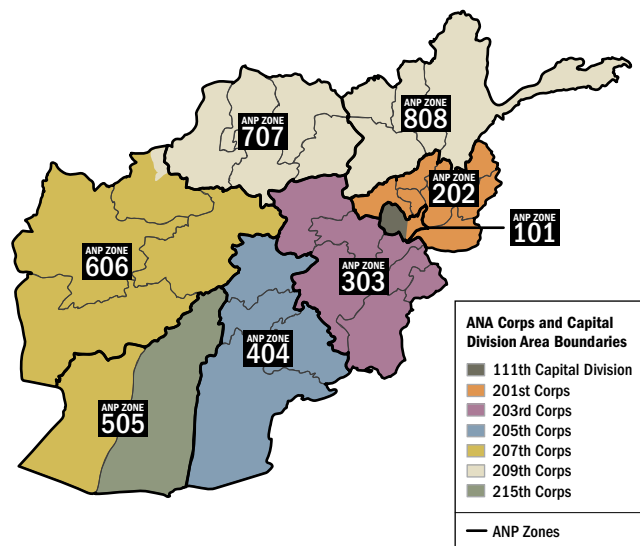 ANP ZONE
808
ANP ZONE
707
ANP ZONE
202
ANP ZONE
101
ANP ZONE
606
ANP ZONE
303
ANP ZONE
404
ANP ZONE
505
ANA Corps and Capital
Division Area Boundaries
111th Capital Division
201st Corps
203rd Corps
205th Corps
207th Corps
209th Corps
215th Corps
ANP Zones